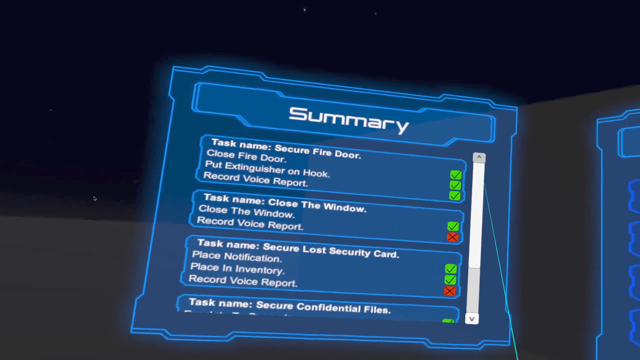 Summary
Task name: Secure Fire Door.
Close Fire Door.
Put Extinguisher on Hook.
Record Voice Report.
Task name: Close The Window.
Close The Window.
Record Voice Report.
Task name: Secure Lost Security Card.
Place Notification.
Place In Inventory.
Record Voice Report.
Task name: Secure Confidential Files.